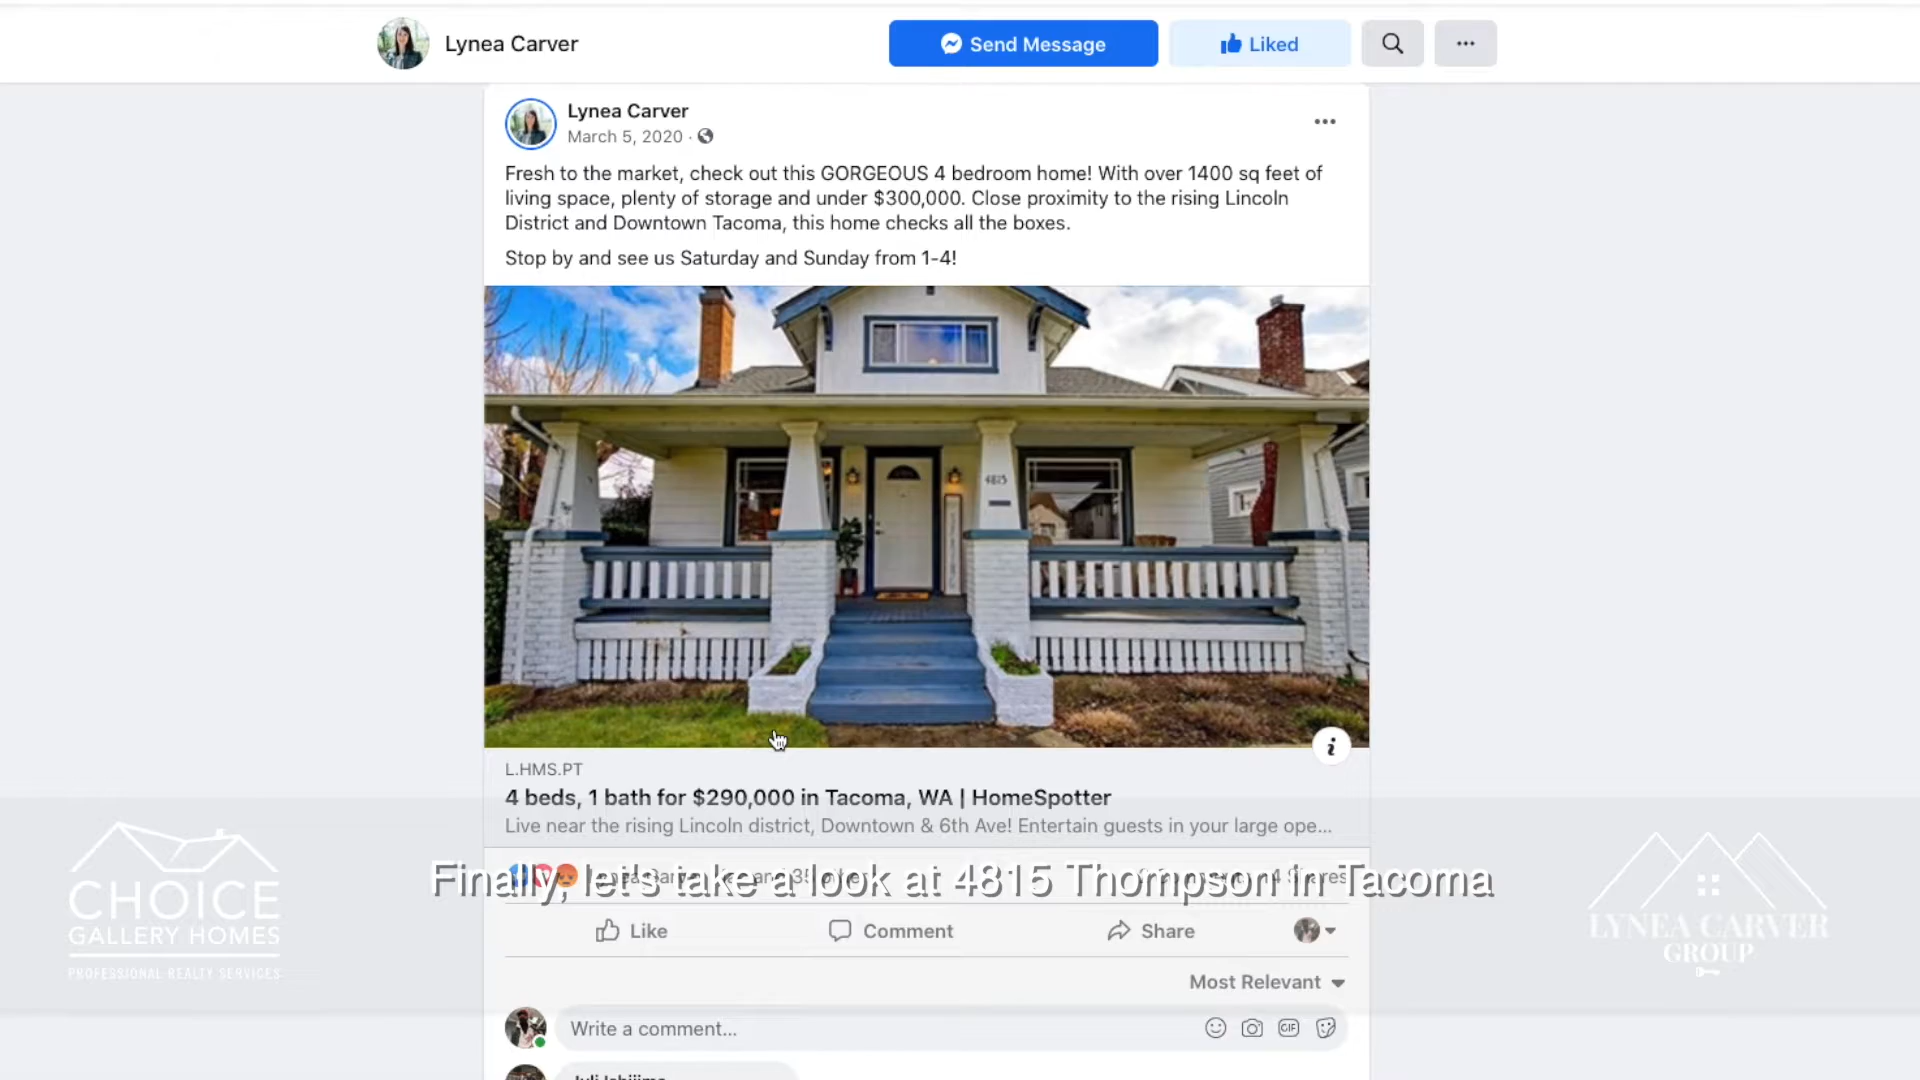 Lynea Carver
Send Message
Liked
Lynea Carver
March 5, 2020 ·
Fresh to the market, check out this GORGEOUS 4 bedroom home! With over 1400 sq feet of
living space, plenty of storage and under $300,000. Close proximity to the rising Lincoln
District and Downtown Tacoma, this home checks all the boxes.
Stop by and see us Saturday and Sunday from 1-4!
4815
L.HMS.PT
4 beds, 1 bath for $290,000 in Tacoma, WA | HomeSpotter
Live near the rising Lincoln district, Downtown & 6th Ave! Entertain guests in your large ope...
Finally, let's take a look at 4815 Thompson in Tacoma
Like
Comment
Share
CHOICE
GALLERY HOMES
PROFESSIONAL REALTY SERVICES
LYNEA CARVER
GROUP
Most Relevant
Write a comment...
GIF